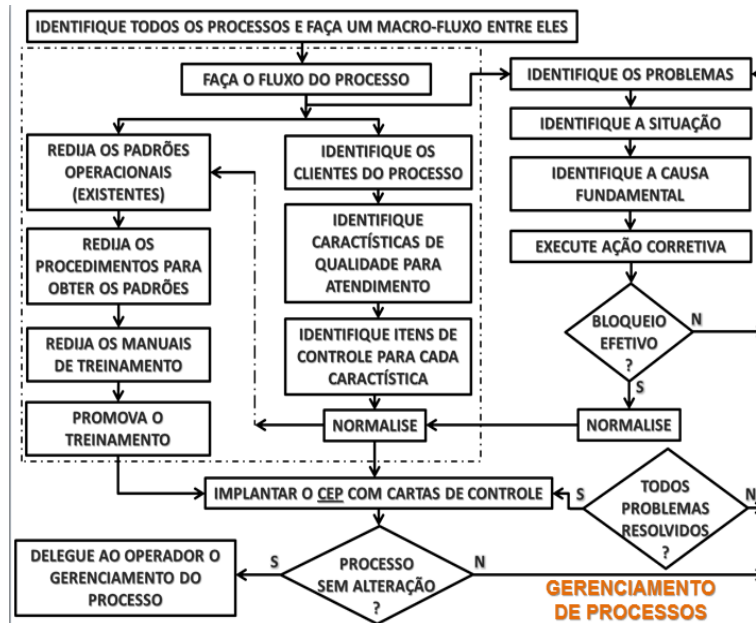 IDENTIFIQUE TODOS OS PROCESSOS E FAÇA UM MACRO-FLUXO ENTRE ELES
FAÇA O FLUXO DO PROCESSO
REDIJA OS PADRÕES
OPERACIONAIS
(EXISTENTES)
REDIJA OS
PROCEDIMENTOS PARA
OBTER OS PADRÕES
REDIJA OS MANUAIS
DE TREINAMENTO
PROMOVA O
TREINAMENTO
IDENTIFIQUE OS
CLIENTES DO PROCESSO
IDENTIFIQUE
CARACTÍSTICAS DE
QUALIDADE PARA
ATENDIMENTO
IDENTIFIQUE ITENS DE
CONTROLE PARA CADA
CARACTÍSTICA
NORMALISE
IDENTIFIQUE OS PROBLEMAS
IDENTIFIQUE A SITUAÇÃO
IDENTIFIQUE A CAUSA
FUNDAMENTAL
EXECUTE AÇÃO CORRETIVA
BLOQUEIO
EFETIVO
?
N
S
NORMALISE
IMPLANTAR O CEP COM CARTAS DE CONTROLE
S
TODOS
PROBLEMAS
RESOLVIDOS
?
N
DELEGUE AO OPERADOR O
GERENCIAMENTO DO
PROCESSO
S
PROCESSO
SEM ALTERAÇÃO
?
N
GERENCIAMENTO
DE PROCESSOS